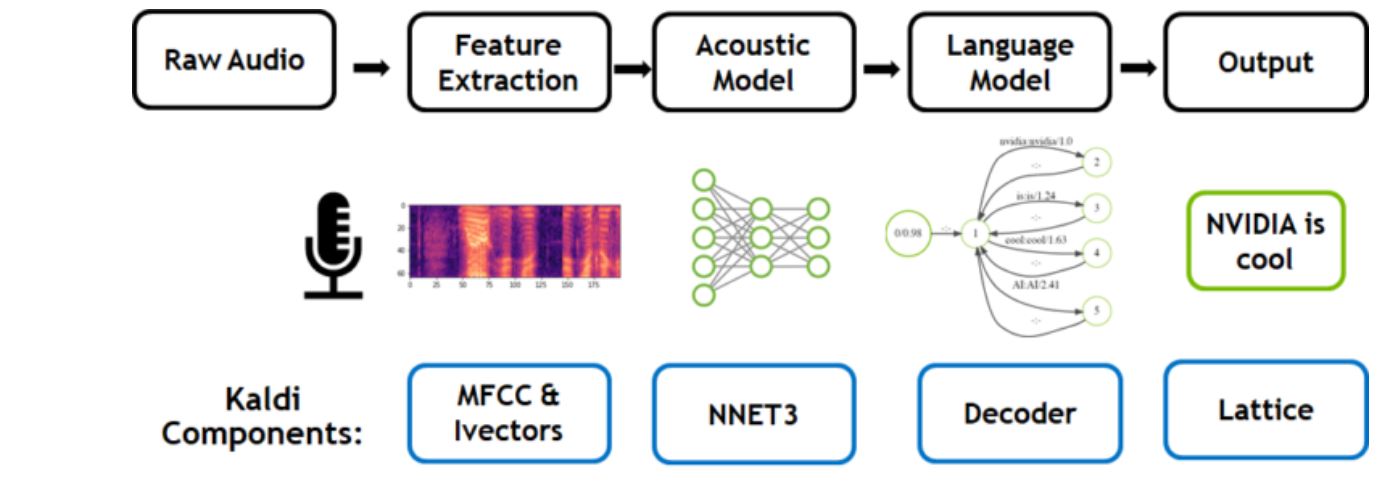 Raw Audio
Feature
Extraction
Acoustic
Model
Language
Model
Output
0
20
40
60
0
25
50
75
100
125
150
175
0/0.98
-:-
1
nvidia:nvidia/1.0
-:-
2
is:is/1.24
-:-
3
cool:cool/1.63
-:-
4
AI:AI/2.41
-:-
5
NVIDIA is
cool
Kaldi
Components:
MFCC &
Ivectors
NNET3
Decoder
Lattice